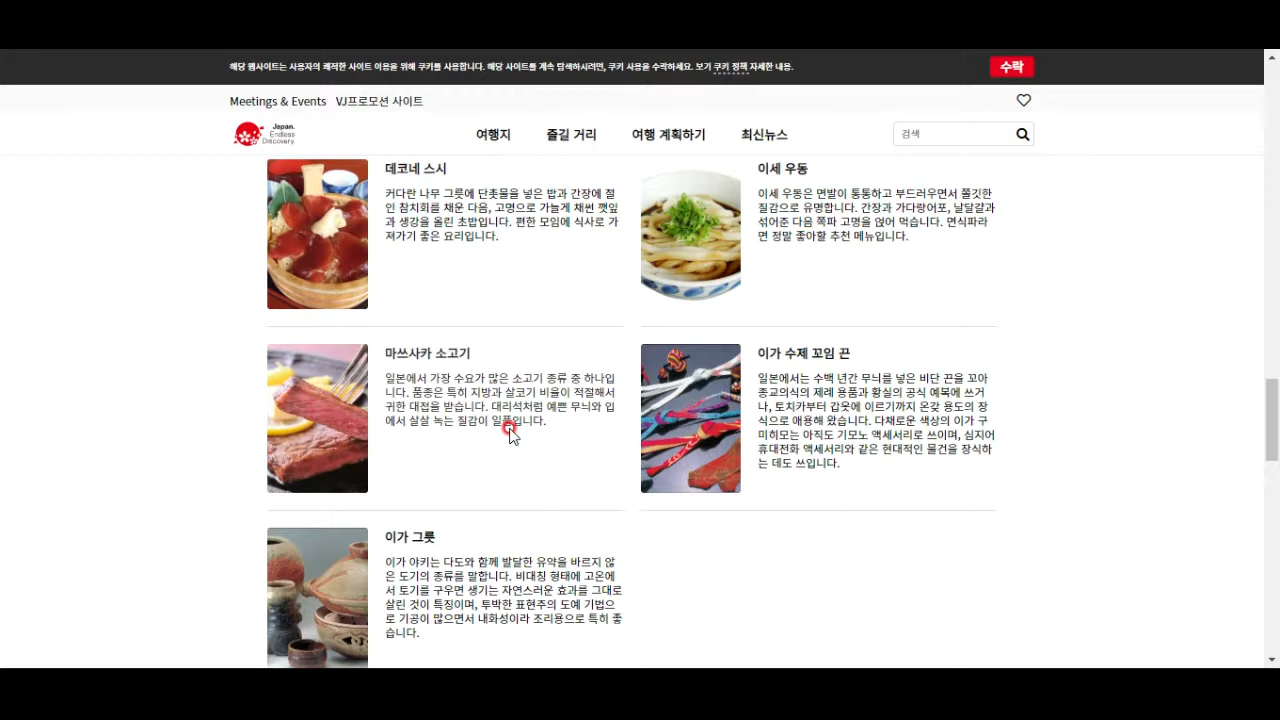 해당 웹사이트는 사용자의 쾌적한 사이트 이용을 위해 쿠키를 사용합니다. 해당 사이트를 계속 탐색하시려면, 쿠키 사용을 수락하세요. 보기 쿠키 정책 자세한 내용.
수락
Meetings & Events VJ프로모션 사이트
Japan.
Endless
Discovery.
여행지 즐길 거리 여행 계획하기 최신뉴스
검색
데코네 스시
커다란 나무 그릇에 단촛물을 넣은 밥과 간장에 절
인 참치회를 채운 다음, 고명으로 가늘게 채썬 깻잎
과 생강을 올린 초밥입니다. 편한 모임에 식사로 가
져가기 좋은 요리입니다.
이세 우동
이세 우동은 면발이 통통하고 부드러우면서 쫄깃한
질감으로 유명합니다. 간장과 가다랑어포, 날달걀과
섞어준 다음 쪽파 고명을 얹어 먹습니다. 면식파라
면 정말 좋아할 추천 메뉴입니다.
마쓰사카 소고기
일본에서 가장 수요가 많은 소고기 종류 중 하나입
니다. 품종은 특히 지방과 살코기 비율이 적절해서
귀한 대접을 받습니다. 대리석처럼 예쁜 무늬와 입
에서 살살 녹는 질감이 일품입니다.
이가 수제 꼬임 끈
일본에서는 수백 년간 무늬를 넣은 비단 끈을 꼬아
종교의식의 제례 용품과 황실의 공식 예복에 쓰거
나, 토치카부터 갑옷에 이르기까지 온갖 용도의 장
식으로 애용해 왔습니다. 다채로운 색상의 이가 구
미히모는 아직도 기모노 액세서리로 쓰이며, 심지어
휴대전화 액세서리와 같은 현대적인 물건을 장식하
는 데도 쓰입니다.
이가 그릇
이가 야키는 다도와 함께 발달한 유약을 바르지 않
은 도기의 종류를 말합니다. 비대칭 형태에 고온에
서 토기를 구우면 생기는 자연스러운 효과를 그대로
살린 것이 특징이며, 투박한 표현주의 도예 기법으
로 기공이 많으면서 내화성이라 조리용으로 특히 좋
습니다.